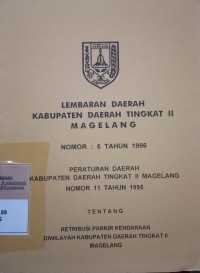 LEMBARAN DAERAH
KABUPATEN DAERAH TINGKAT II
MAGELANG
NOMOR : 5 TAHUN 1996
PERATURAN DAERAH
KABUPATEN DAERAH TINGKAT II MAGELANG
NOMOR 11 TAHUN 1995
TENTANG
RETRIBUSI PARKIR KENDARAAN
DIWILAYAH KABUPATEN DAERAH TINGKAT II
MAGELANG